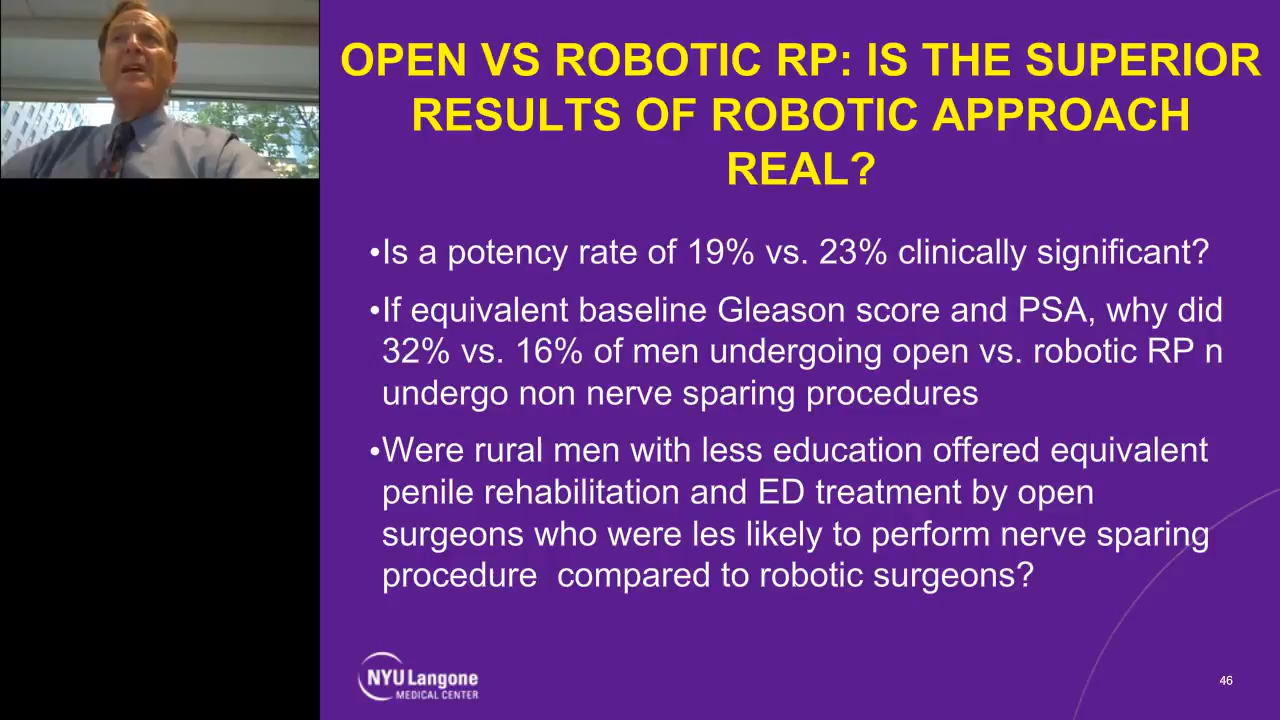 OPEN VS ROBOTIC RP: IS THE SUPERIOR
RESULTS OF ROBOTIC APPROACH
REAL?
•Is a potency rate of 19% vs. 23% clinically significant?
•If equivalent baseline Gleason score and PSA, why did
32% vs. 16% of men undergoing open vs. robotic RP n
undergo non nerve sparing procedures
•Were rural men with less education offered equivalent
penile rehabilitation and ED treatment by open
surgeons who were les likely to perform nerve sparing
procedure  compared to robotic surgeons?
NYU Langone
MEDICAL CENTER
46